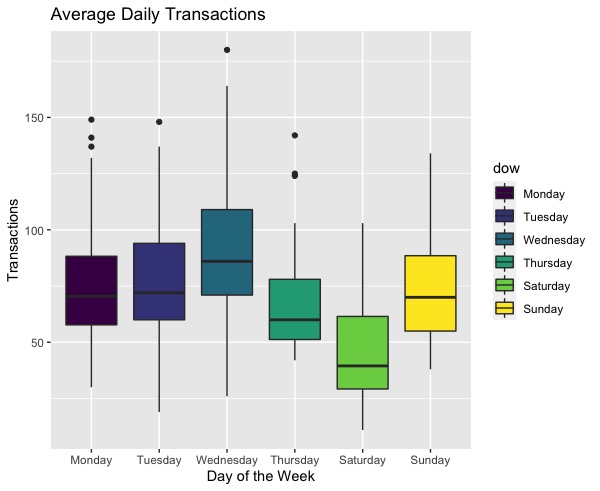 Average Daily Transactions
150
100
50
Transactions
Monday Tuesday Wednesday Thursday Saturday Sunday
Day of the Week
dow
Monday
Tuesday
Wednesday
Thursday
Saturday
Sunday